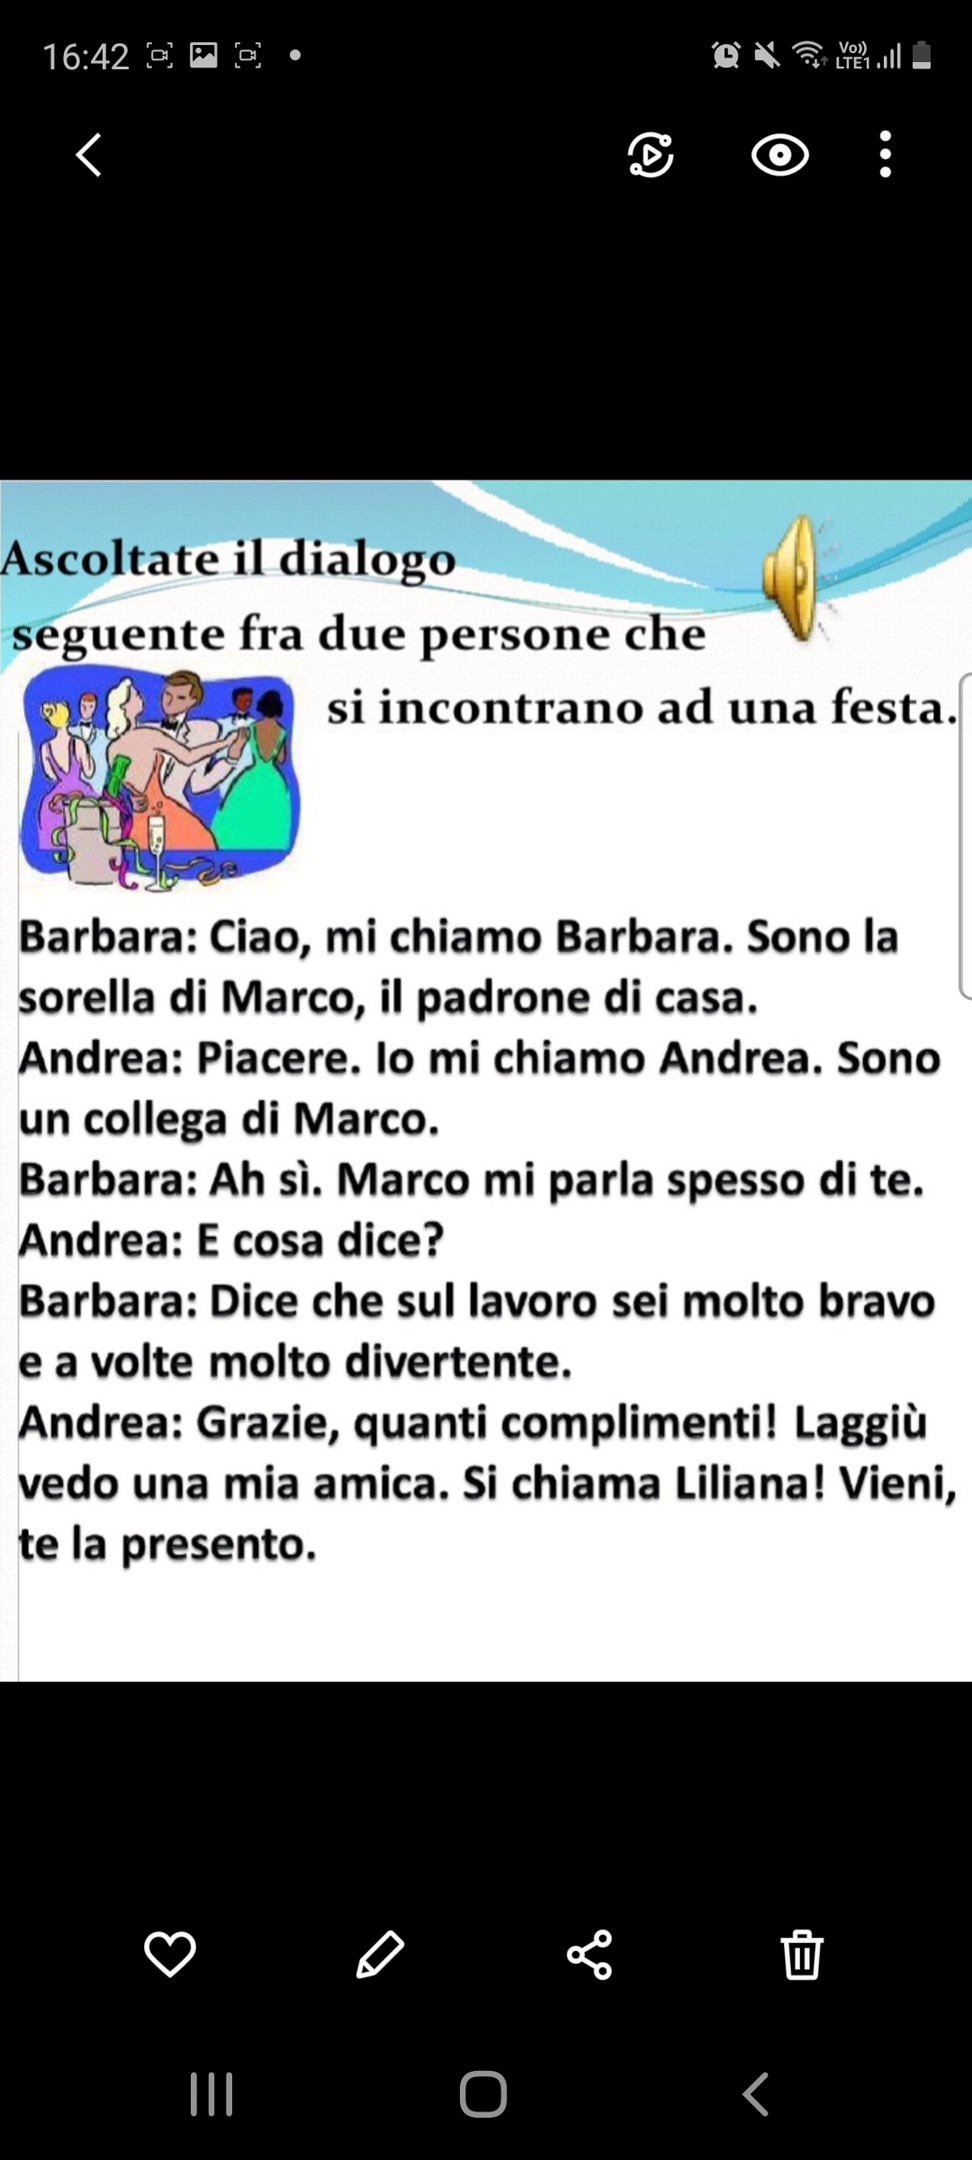 16:42
Vo))
LTE1
Ascoltate il dialogo
seguente fra due persone che
si incontrano ad una festa.
Barbara: Ciao, mi chiamo Barbara. Sono la
sorella di Marco, il padrone di casa.
Andrea: Piacere. Io mi chiamo Andrea. Sono
un collega di Marco.
Barbara: Ah sì. Marco mi parla spesso di te.
Andrea: E cosa dice?
Barbara: Dice che sul lavoro sei molto bravo
e a volte molto divertente.
Andrea: Grazie, quanti complimenti! Laggiù
vedo una mia amica. Si chiama Liliana! Vieni,
te la presento.